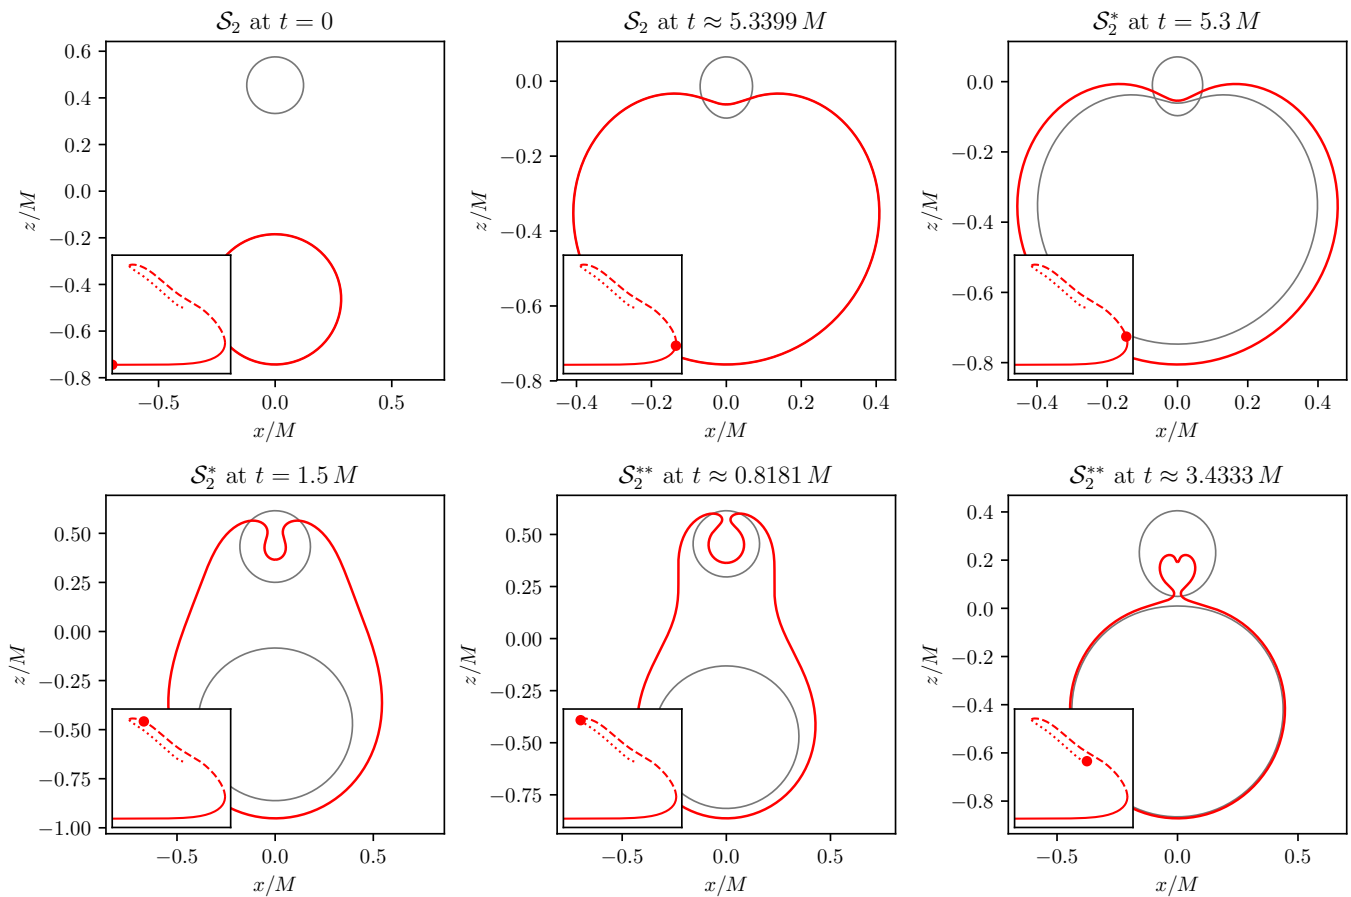 𝒮₂ at t = 0
0.6
0.4
0.2
0.0
−0.2
−0.4
−0.6
−0.8
z/M
−0.5 0.0 0.5
x/M
𝒮₂ at t ≈ 5.3399 M
0.0
−0.2
−0.4
−0.6
−0.8
z/M
−0.4 −0.2 0.0 0.2 0.4
x/M
𝒮₂* at t = 5.3 M
0.0
−0.2
−0.4
−0.6
−0.8
z/M
−0.4 −0.2 0.0 0.2 0.4
x/M
𝒮₂* at t = 1.5 M
0.50
0.25
0.00
−0.25
−0.50
−0.75
−1.00
z/M
−0.5 0.0 0.5
x/M
𝒮₂** at t ≈ 0.8181 M
0.50
0.25
0.00
−0.25
−0.50
−0.75
z/M
−0.5 0.0 0.5
x/M
𝒮₂** at t ≈ 3.4333 M
0.4
0.2
0.0
−0.2
−0.4
−0.6
−0.8
z/M
−0.5 0.0 0.5
x/M